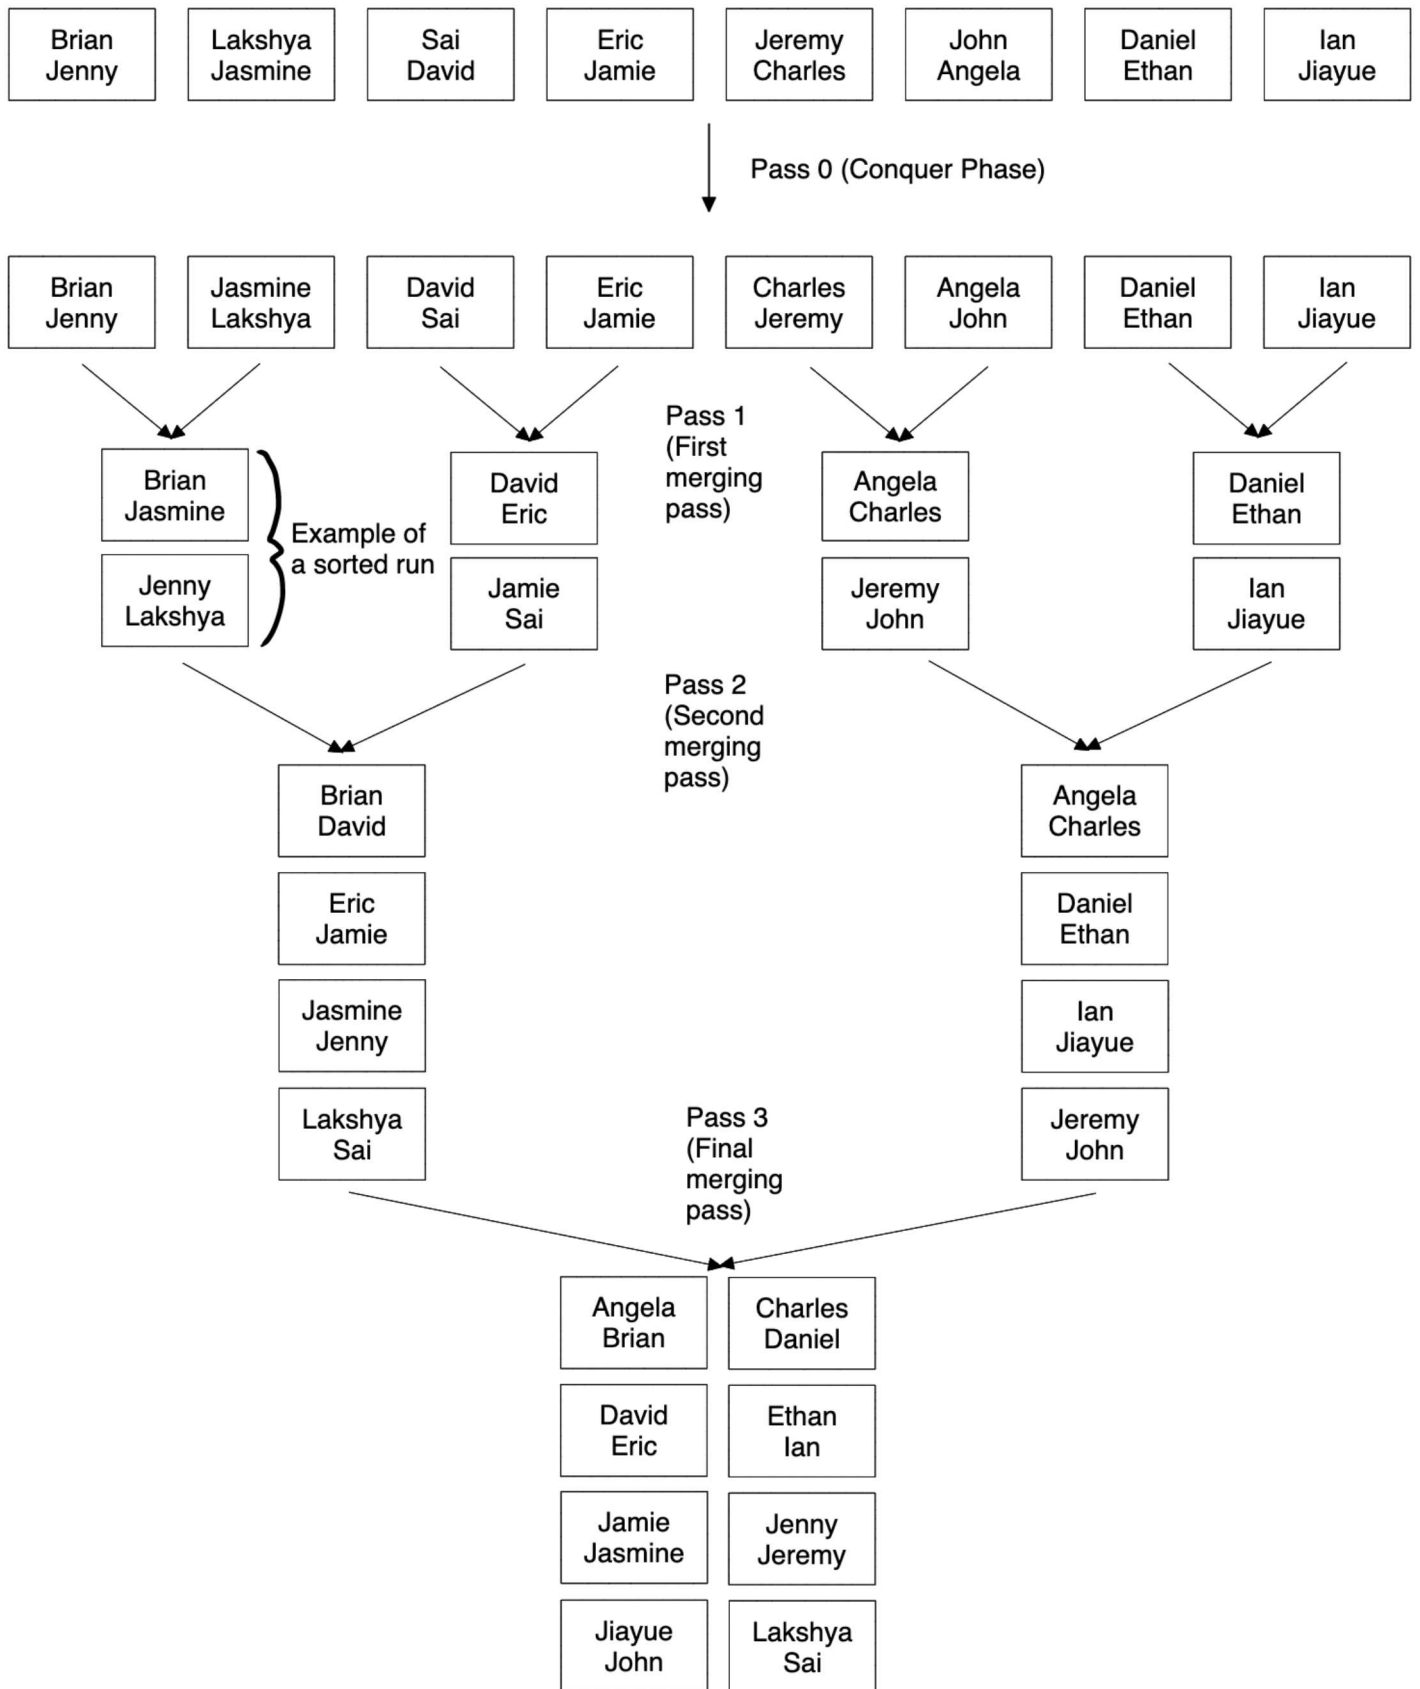 Brian
Jenny
Lakshya
Jasmine
Sai
David
Eric
Jamie
Jeremy
Charles
John
Angela
Daniel
Ethan
Ian
Jiayue
Pass 0 (Conquer Phase)
Brian
Jenny
Jasmine
Lakshya
David
Sai
Eric
Jamie
Charles
Jeremy
Angela
John
Daniel
Ethan
Ian
Jiayue
Pass 1
(First
merging
pass)
Brian
Jasmine
Jenny
Lakshya
Example of
a sorted run
David
Eric
Jamie
Sai
Angela
Charles
Jeremy
John
Daniel
Ethan
Ian
Jiayue
Pass 2
(Second
merging
pass)
Brian
David
Eric
Jamie
Jasmine
Jenny
Lakshya
Sai
Angela
Charles
Daniel
Ethan
Ian
Jiayue
Jeremy
John
Pass 3
(Final
merging
pass)
Angela
Brian
Charles
Daniel
David
Eric
Ethan
Ian
Jamie
Jasmine
Jenny
Jeremy
Jiayue
John
Lakshya
Sai